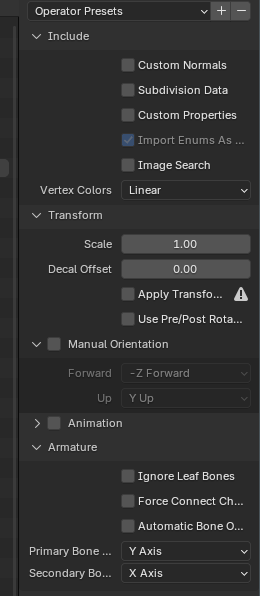 Operator Presets
Include
Custom Normals
Subdivision Data
Custom Properties
Import Enums As ...
Image Search
Vertex Colors Linear
Transform
Scale 1.00
Decal Offset 0.00
Apply Transfo...
Use Pre/Post Rota...
Manual Orientation
Forward -Z Forward
Up Y Up
Animation
Armature
Ignore Leaf Bones
Force Connect Ch...
Automatic Bone O...
Primary Bone ... Y Axis
Secondary Bo... X Axis